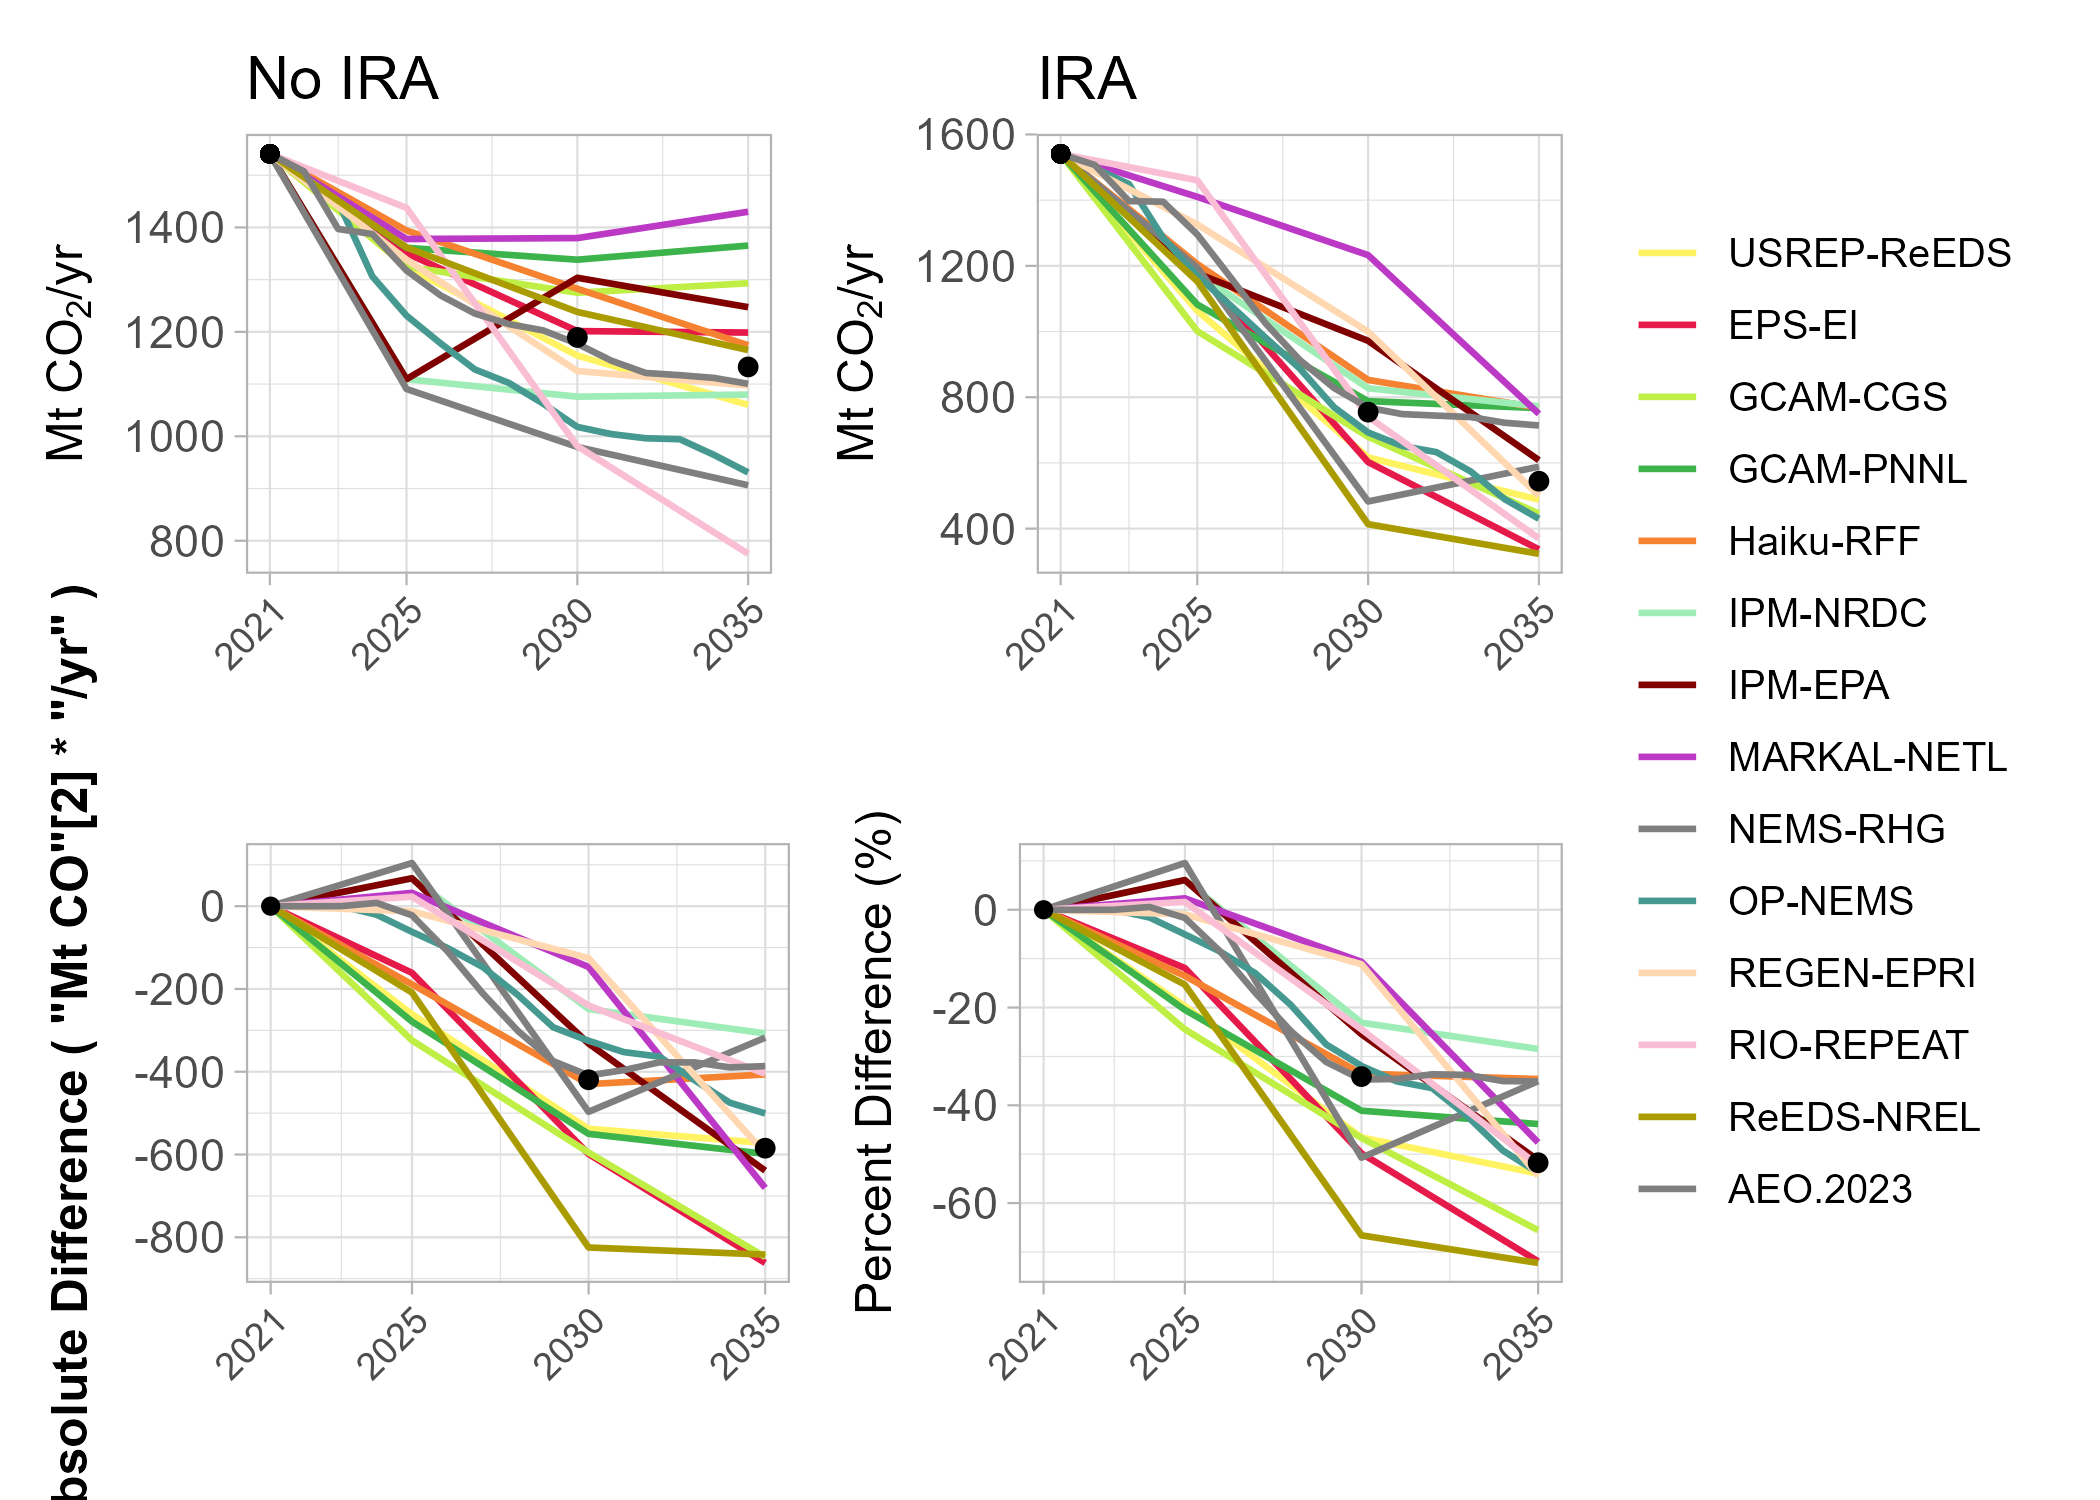 No IRA
IRA
Mt CO2/yr
1400
1200
1000
800
2021
2025
2030
2035
Mt CO2/yr
1600
1200
800
400
2021
2025
2030
2035
bsolute Difference ( "Mt CO"[2] * "/yr" )
0
-200
-400
-600
-800
2021
2025
2030
2035
Percent Difference (%)
0
-20
-40
-60
2021
2025
2030
2035
USREP-ReEDS
EPS-EI
GCAM-CGS
GCAM-PNNL
Haiku-RFF
IPM-NRDC
IPM-EPA
MARKAL-NETL
NEMS-RHG
OP-NEMS
REGEN-EPRI
RIO-REPEAT
ReEDS-NREL
AEO.2023